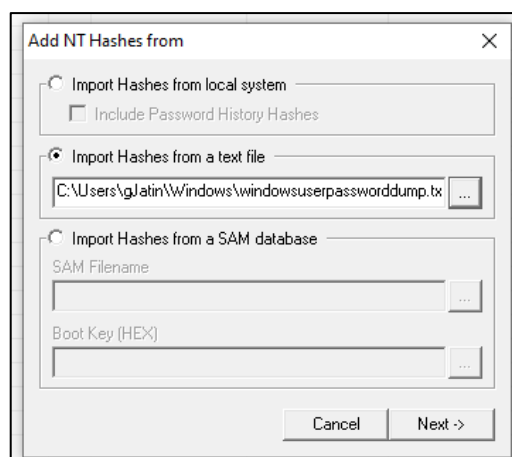 Add NT Hashes from
Import Hashes from local system
Include Password History Hashes
Import Hashes from a text file
C:\Users\gJatin\Windows\windowsuserpassworddump.tx
...
Import Hashes from a SAM database
SAM Filename
...
Boot Key (HEX)
...
Cancel
Next ->